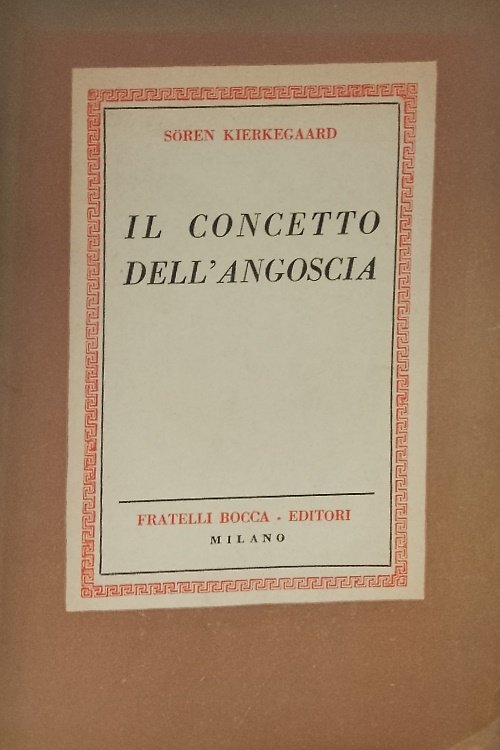 SÖREN KIERKEGAARD
IL CONCETTO
DELL'ANGOSCIA
FRATELLI BOCCA - EDITORI
MILANO